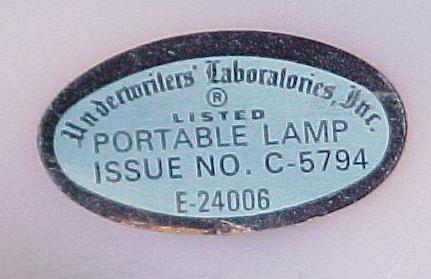 Underwriters' Laboratories, Inc.
®
LISTED
PORTABLE LAMP
ISSUE NO. C-5794
E-24006